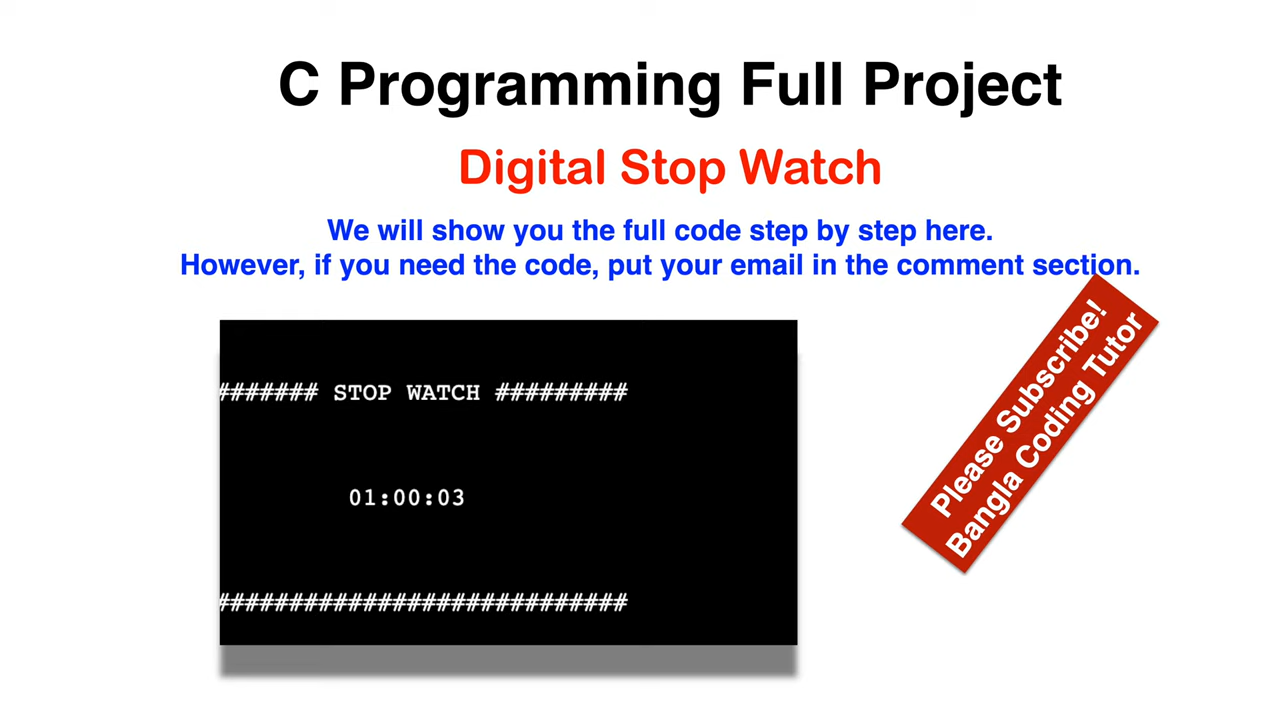 C Programming Full Project
Digital Stop Watch
We will show you the full code step by step here.
However, if you need the code, put your email in the comment section.
####### STOP WATCH #########
01:00:03
############################
Please Subscribe!
Bangla Coding Tutor